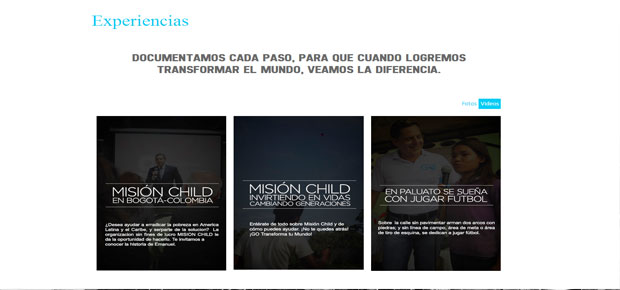 Experiencias
DOCUMENTAMOS CADA PASO, PARA QUE CUANDO LOGREMOS
TRANSFORMAR EL MUNDO, VEAMOS LA DIFERENCIA.
Fotos Videos
MISIÓN CHILD
EN BOGOTÁ-COLOMBIA
¿Desea ayudar a erradicar la pobreza en America
Latina y el Caribe, y serparte de la solucion? La
organizacion sin fines de lucro MISION CHILD le
da la oportunidad de hacerlo. Te invitamos a
conocer la historia de Emanuel.
MISIÓN CHILD
INVIRTIENDO EN VIDAS
CAMBIANDO GENERACIONES
Entérate de todo sobre Misión Child y de
cómo puedes ayudar. ¡No te quedes atrás!
¡GO Transforma tu Mundo!
EN PALUATO SE SUEÑA
CON JUGAR FÚTBOL
Sobre la calle sin pavimentar arman dos arcos con
piedras; y sin línea de campo, área de meta o área
de tiro de esquina, se dedican a jugar fútbol.